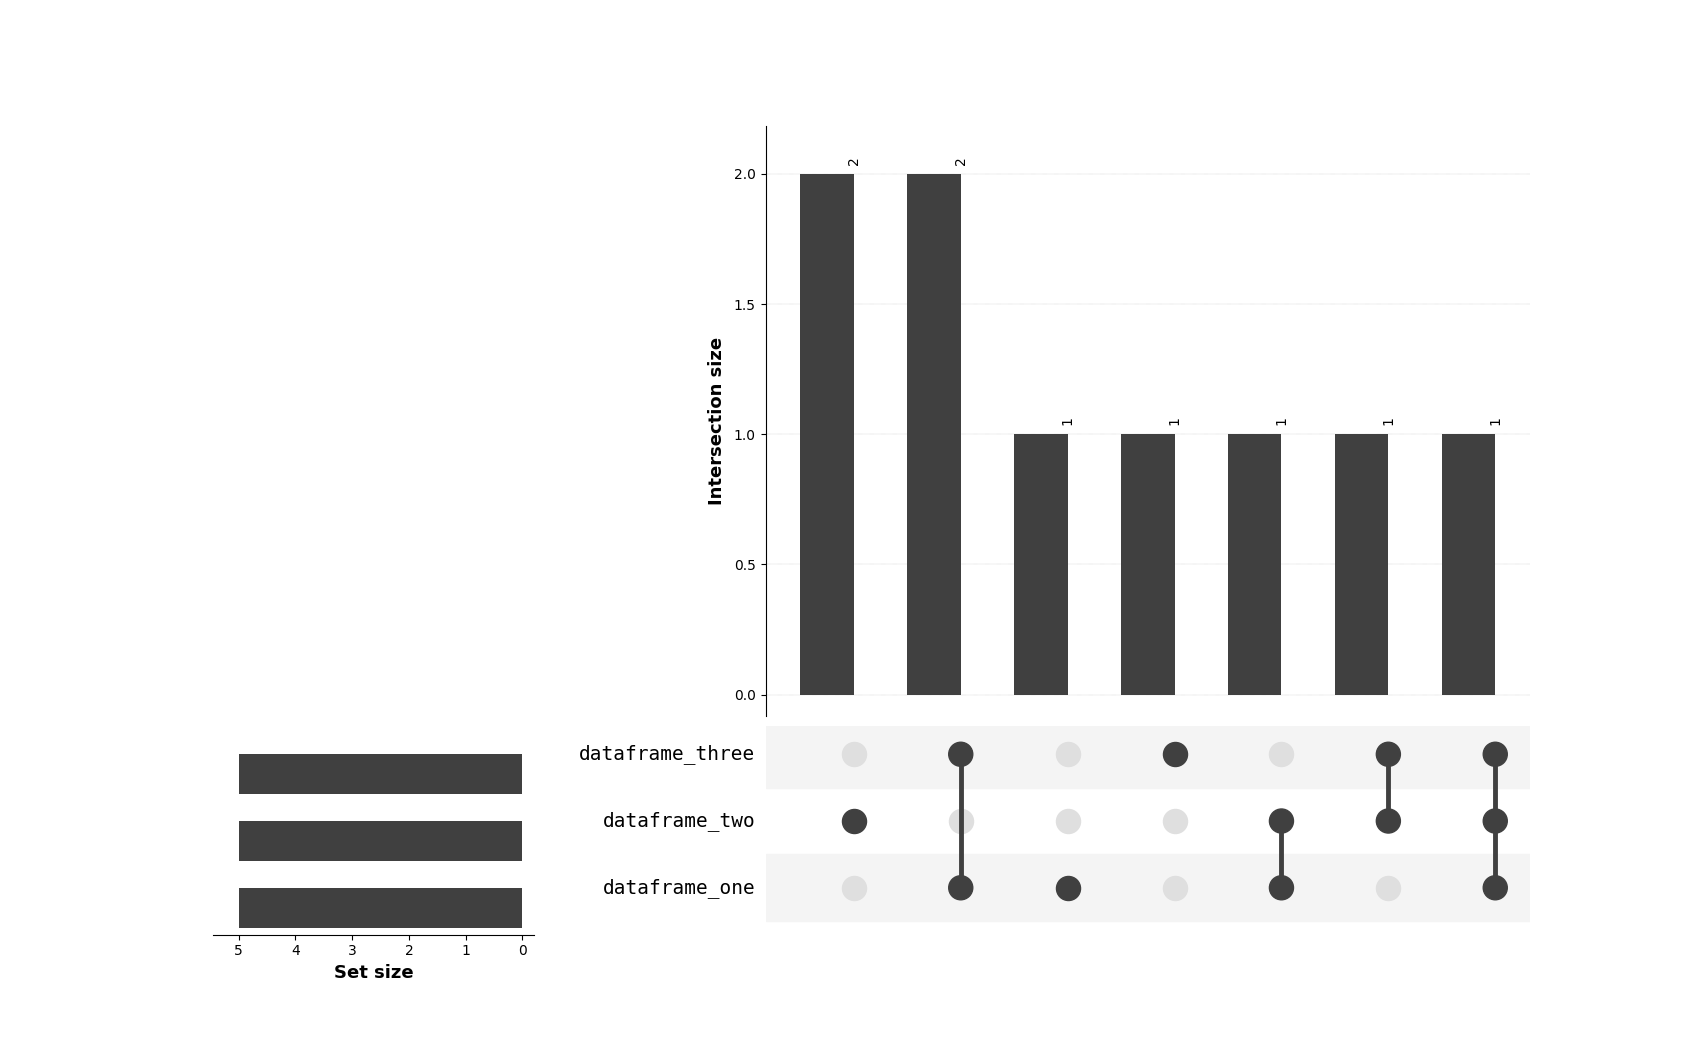 2 2
2.0
1.5
Intersection size
1 1 1 1 1
1.0
0.5
0.0
dataframe_three
dataframe_two
dataframe_one
5 4 3 2 1 0
Set size